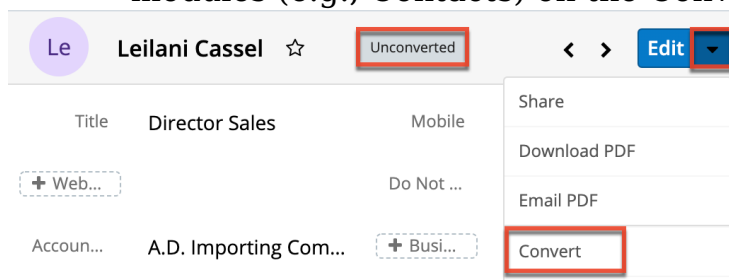 modules (e.g., Contacts) on the Conv
Le Leilani Cassel ☆ Unconverted < > Edit
Share
Title Director Sales Mobile
Download PDF
+ Web... Do Not ...
Email PDF
Accoun... A.D. Importing Com... + Busi... Convert